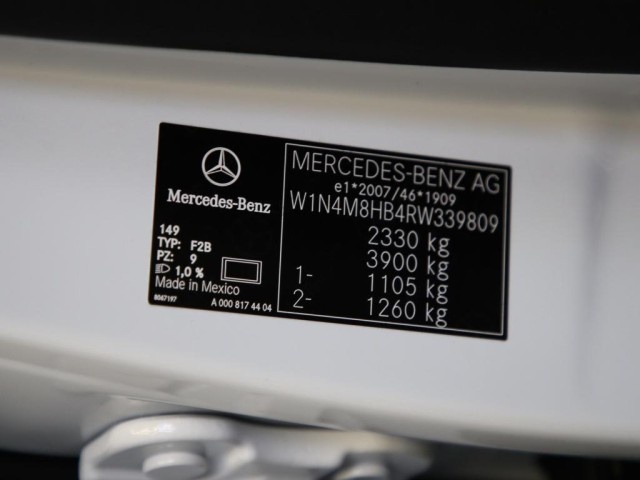 Mercedes-Benz
149
TYP: F2B
PZ: 9
1,0 %
Made in Mexico
8067197
A 000 817 44 04
MERCEDES-BENZ AG
e1*2007/46*1909
W1N4M8HB4RW339809
2330 kg
3900 kg
1- 1105 kg
2- 1260 kg